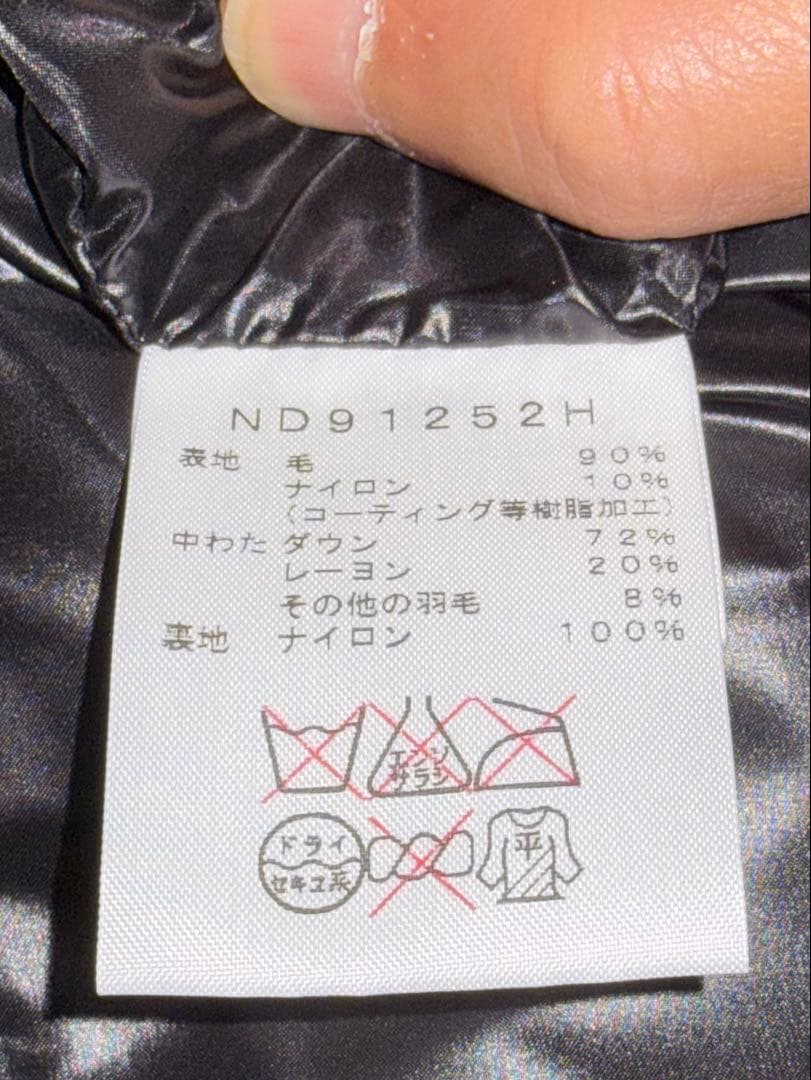 ND91252H
表地 毛 90%
ナイロン 10%
(コーティング等樹脂加工)
中わた ダウン 72%
レーヨン 20%
その他の羽毛 8%
裏地 ナイロン 100%
エンソ
サラシ
ドライ
セキユ系
平